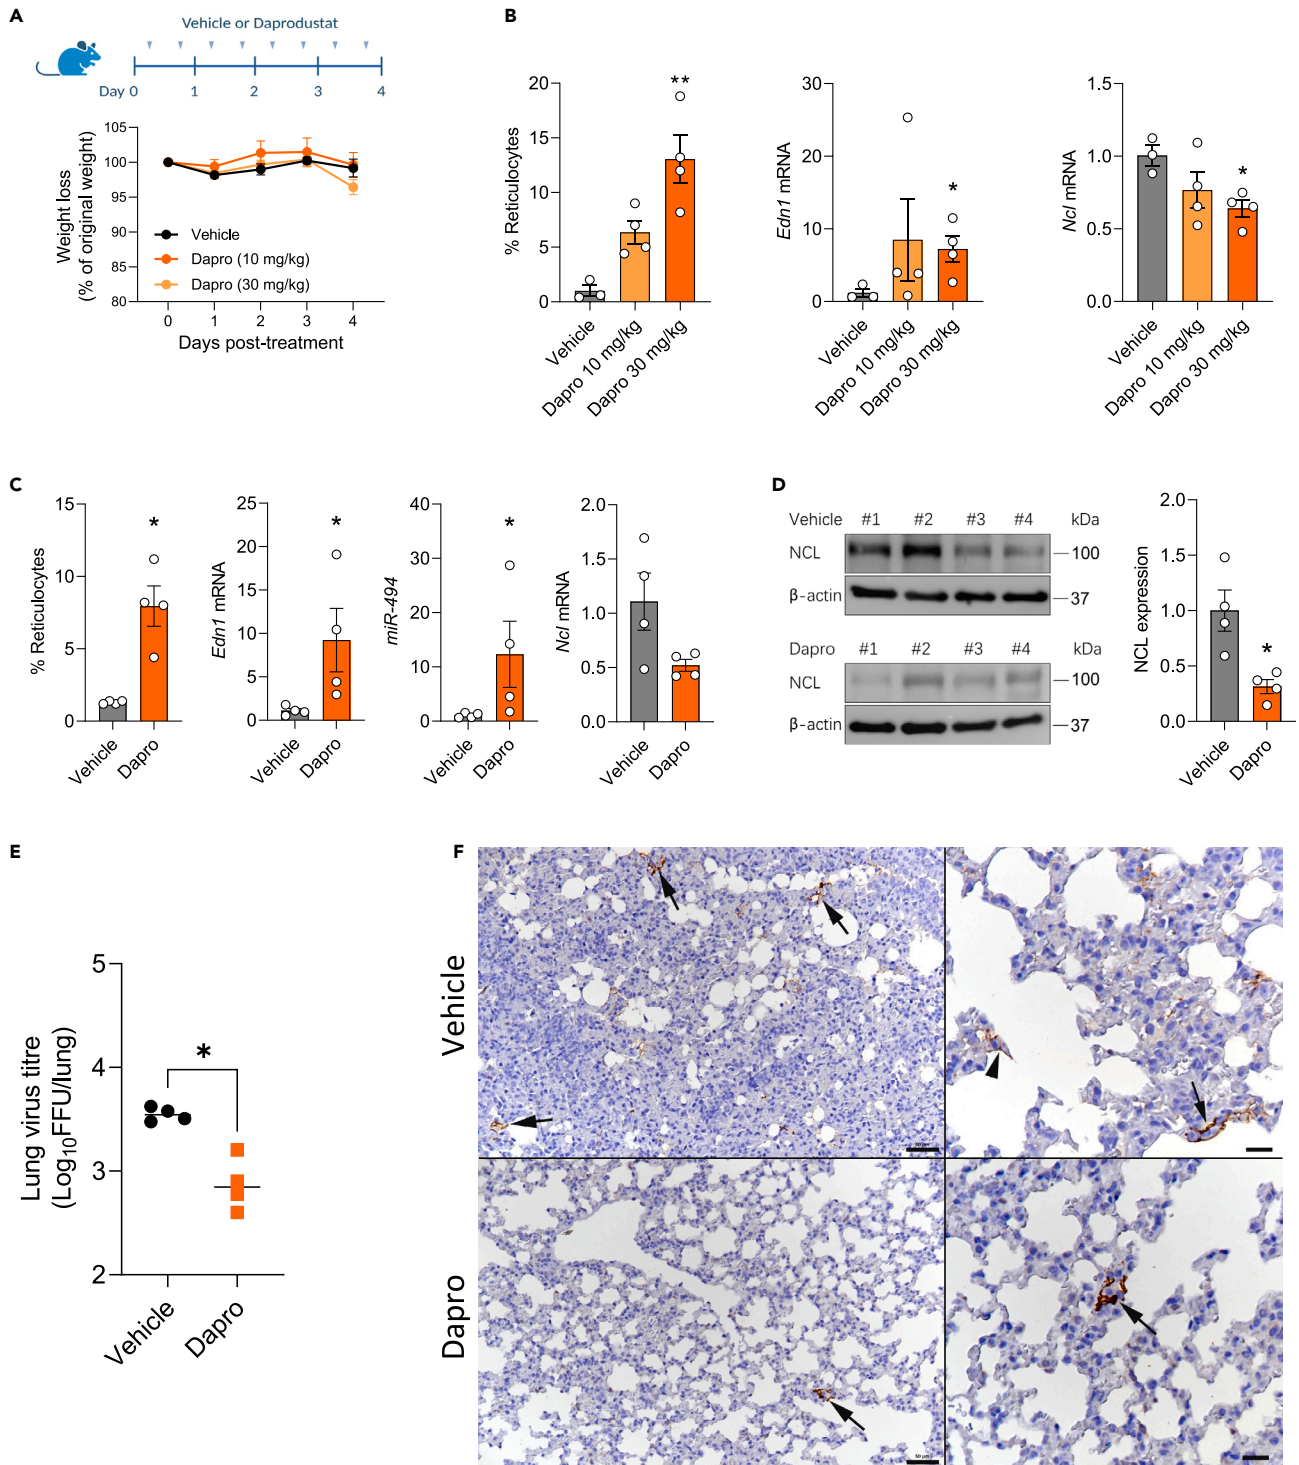 A
Vehicle or Daprodustat
Day 0 1 2 3 4
Weight loss
(% of original weight)
105
100
95
90
85
80
Vehicle
Dapro (10 mg/kg)
Dapro (30 mg/kg)
0 1 2 3 4
Days post-treatment
B
% Reticulocytes
20
15
10
5
0
**
Vehicle
Dapro 10 mg/kg
Dapro 30 mg/kg
Edn1 mRNA
30
20
10
0
*
Vehicle
Dapro 10 mg/kg
Dapro 30 mg/kg
Ncl mRNA
1.5
1.0
0.5
0.0
*
Vehicle
Dapro 10 mg/kg
Dapro 30 mg/kg
C
% Reticulocytes
15
10
5
0
*
Vehicle
Dapro
Edn1 mRNA
25
20
15
10
5
0
*
Vehicle
Dapro
miR-494
40
30
20
10
0
*
Vehicle
Dapro
Ncl mRNA
2.0
1.5
1.0
0.5
0.0
Vehicle
Dapro
D
Vehicle #1 #2 #3 #4 kDa
NCL 100
β-actin 37
Dapro #1 #2 #3 #4 kDa
NCL 100
β-actin 37
NCL expression
2.0
1.5
1.0
0.5
0.0
*
Vehicle
Dapro
E
Lung virus titre
(Log₁₀FFU/lung)
5
4
3
2
*
Vehicle
Dapro
F
Vehicle
Dapro
50 µm